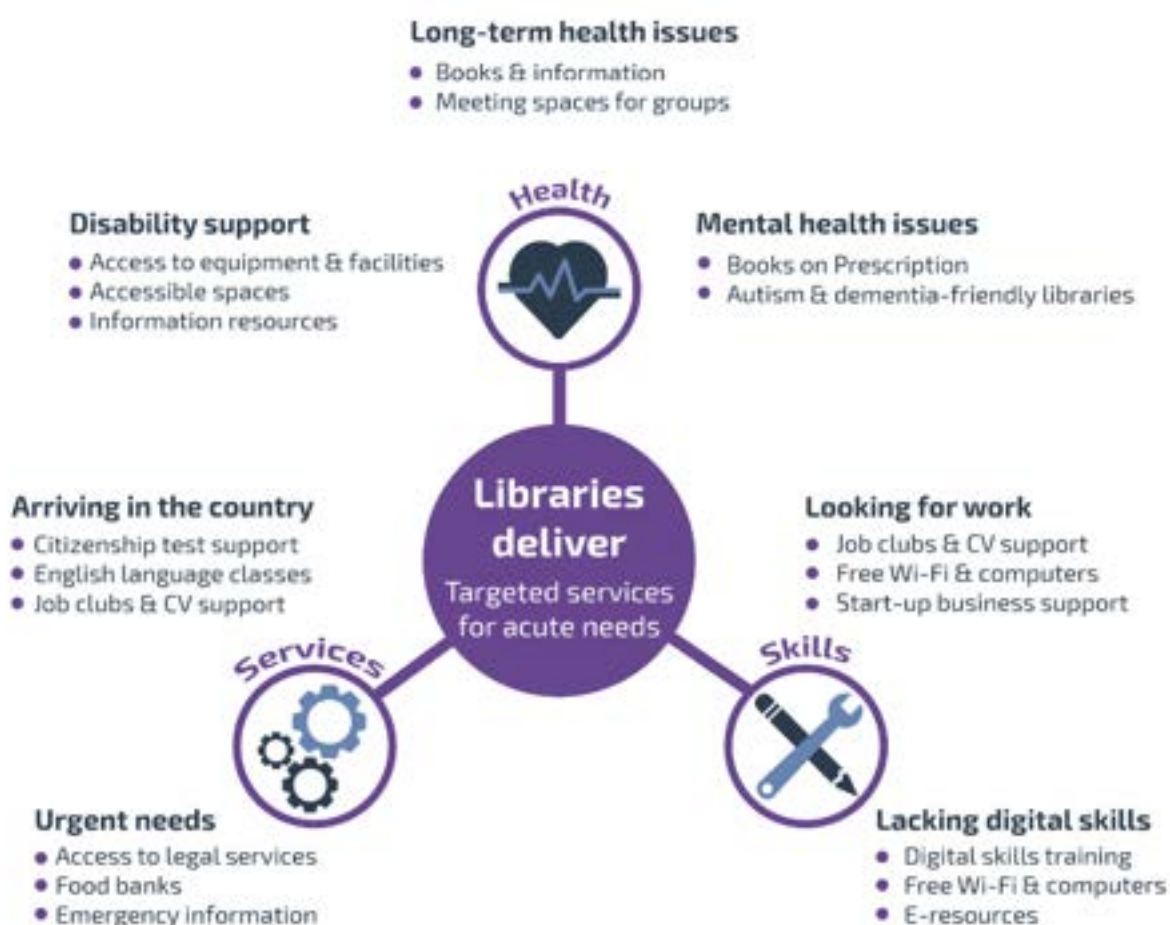 Long-term health issues
• Books & information
• Meeting spaces for groups
Health
Disability support
• Access to equipment & facilities
• Accessible spaces
• Information resources
Mental health issues
• Books on Prescription
• Autism & dementia-friendly libraries
Libraries
deliver
Targeted services
for acute needs
Arriving in the country
• Citizenship test support
• English language classes
• Job clubs & CV support
Services
Urgent needs
• Access to legal services
• Food banks
• Emergency information
Looking for work
• Job clubs & CV support
• Free Wi-Fi & computers
• Start-up business support
Skills
Lacking digital skills
• Digital skills training
• Free Wi-Fi & computers
• E-resources